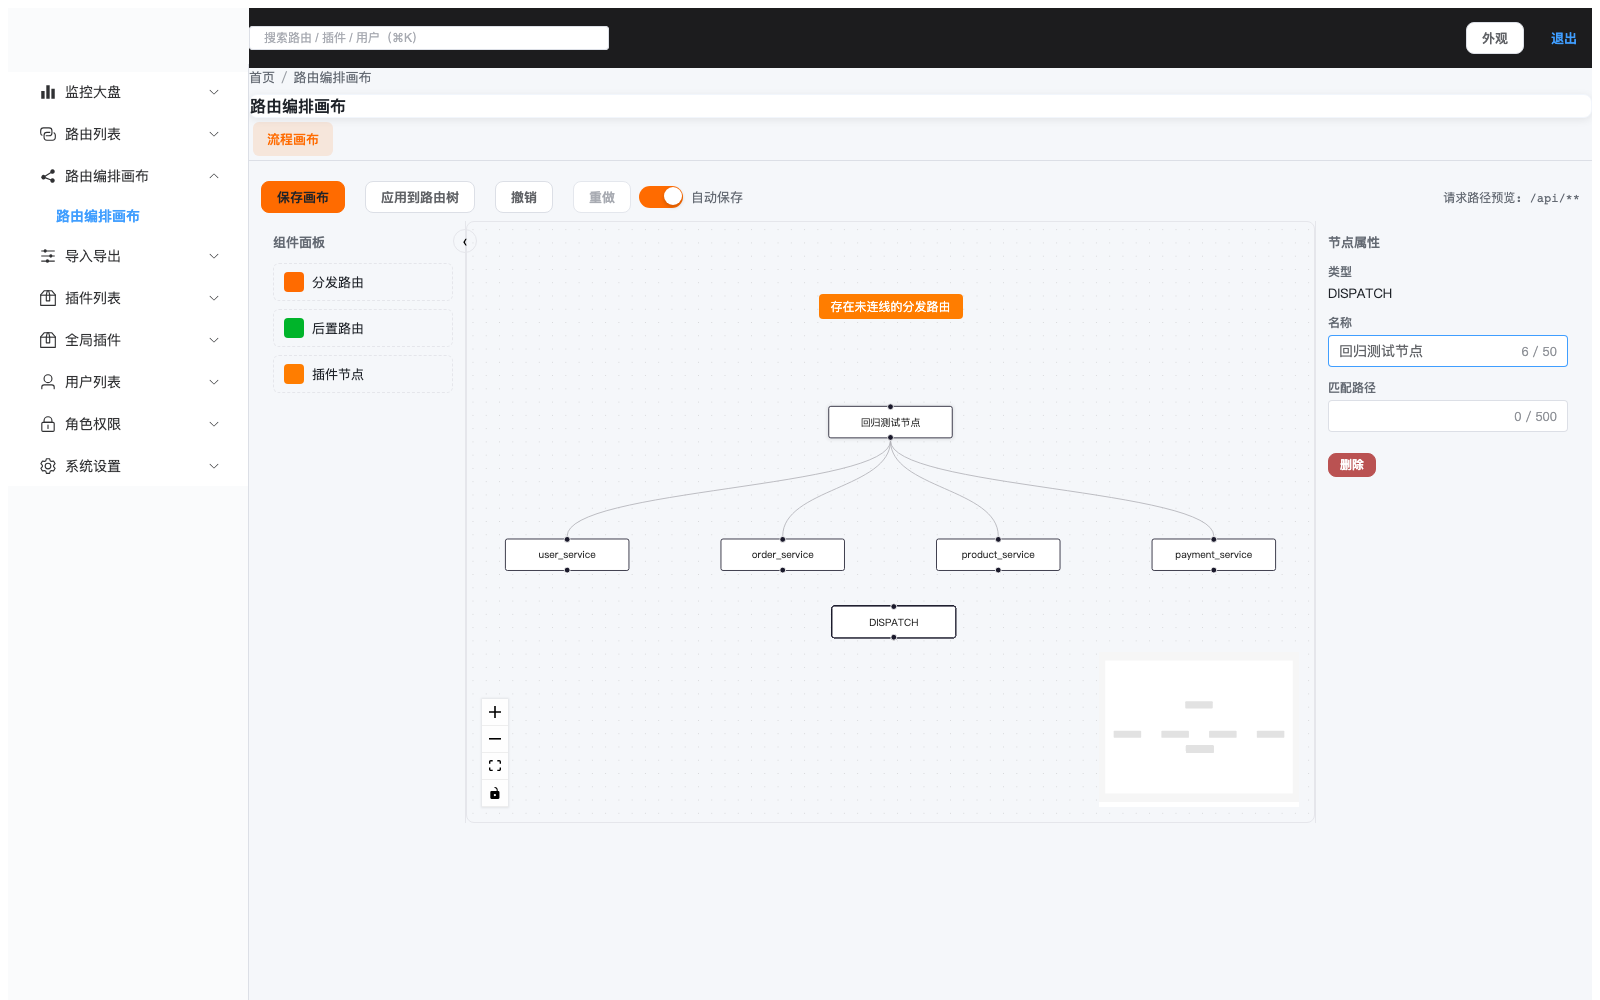 搜索路由 / 插件 / 用户（⌘K）
外观
退出
监控大盘
路由列表
路由编排画布
路由编排画布
导入导出
插件列表
全局插件
用户列表
角色权限
系统设置
首页 / 路由编排画布
路由编排画布
流程画布
保存画布
应用到路由树
撤销
重做
自动保存
请求路径预览: /api/**
组件面板
分发路由
后置路由
插件节点
存在未连线的分发路由
回归测试节点
user_service
order_service
product_service
payment_service
DISPATCH
节点属性
类型
DISPATCH
名称
回归测试节点 6 / 50
匹配路径
0 / 500
删除